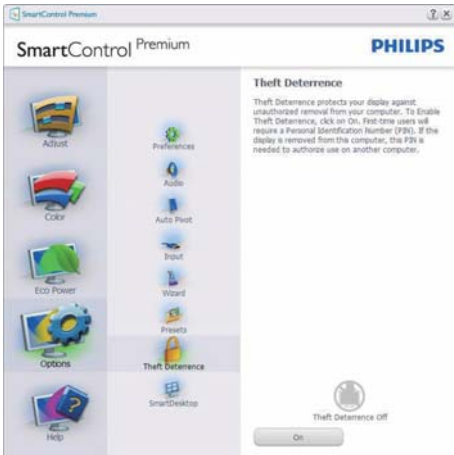 SmartControl Premium
? X
SmartControl Premium
PHILIPS
Adjust
Color
Eco Power
Options
Help
Preferences
Audio
Auto Pivot
Input
Wizard
Presets
Theft Deterrence
SmartDesktop
Theft Deterrence
Theft Deterrence protects your display against
unauthorized removal from your computer. To Enable
Theft Deterrence, click on On. First-time users will
require a Personal Identification Number (PIN). If the
display is removed from this computer, this PIN is
needed to authorize use on another computer.
Theft Deterrence Off
On